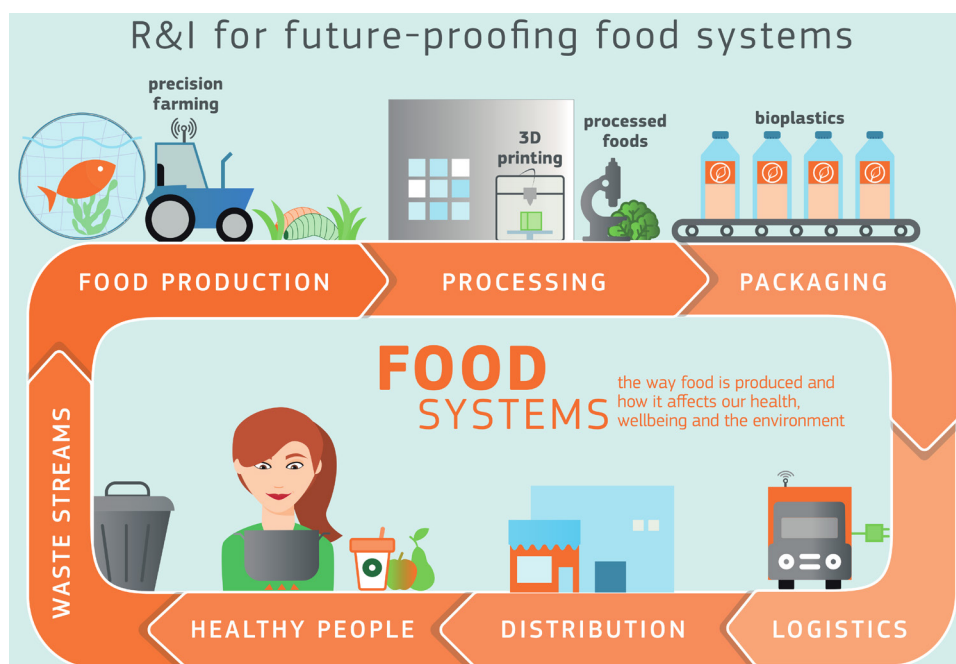 R&I for future-proofing food systems
precision
farming
3D
printing
processed
foods
bioplastics
FOOD PRODUCTION
PROCESSING
PACKAGING
FOOD
SYSTEMS
the way food is produced and
how it affects our health,
wellbeing and the environment
LOGISTICS
DISTRIBUTION
HEALTHY PEOPLE
WASTE STREAMS